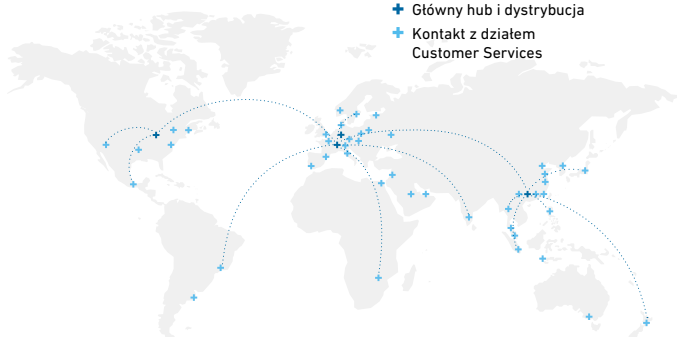 Główny hub i dystrybucja
Kontakt z działem
Customer Services